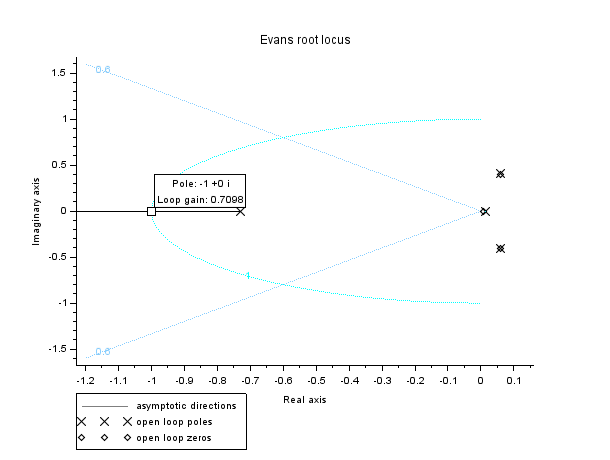 Evans root locus
Imaginary axis
1.5
1
0.5
0
-0.5
-1
-1.5
0.6
Pole: -1 +0 i
Loop gain: 0.7098
1
0.6
-1.2 -1.1 -1 -0.9 -0.8 -0.7 -0.6 -0.5 -0.4 -0.3 -0.2 -0.1 0 0.1
Real axis
asymptotic directions
open loop poles
open loop zeros